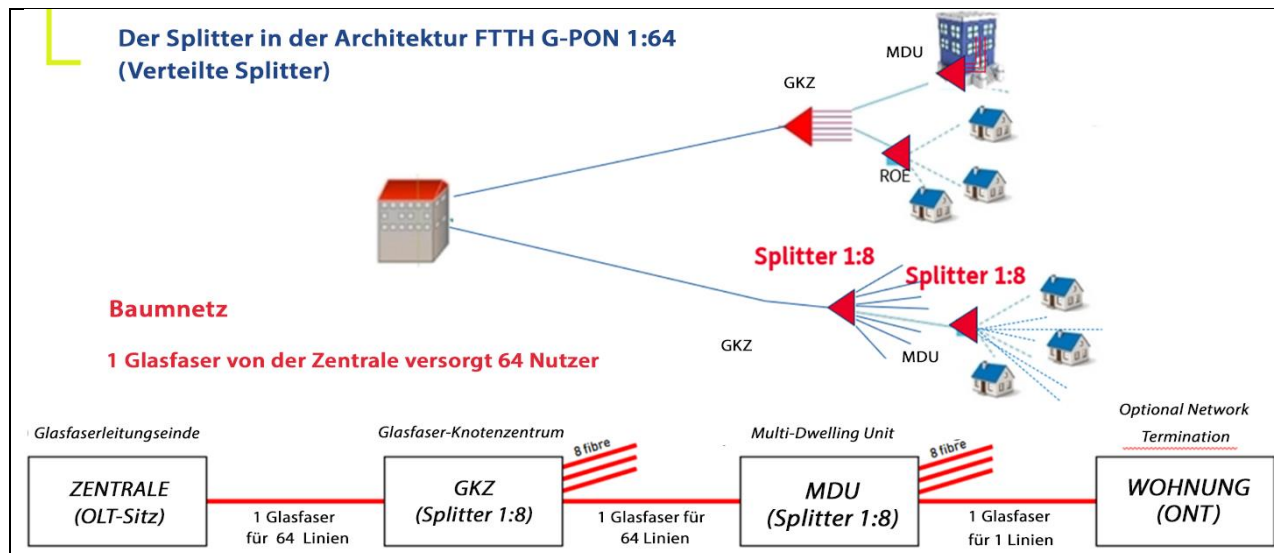 Der Splitter in der Architektur FTTH G-PON 1:64
(Verteilte Splitter)
MDU
GKZ
ROE
Splitter 1:8
Splitter 1:8
Baumnetz
GKZ
MDU
1 Glasfaser von der Zentrale versorgt 64 Nutzer
Glasfaserleitungseinde
Glasfaser-Knotenzentrum
8 fibre
Multi-Dwelling Unit
8 fibre
Optional Network
Termination
ZENTRALE
(OLT-Sitz)
1 Glasfaser
für 64 Linien
GKZ
(Splitter 1:8)
1 Glasfaser für
64 Linien
MDU
(Splitter 1:8)
1 Glasfaser
für 1 Linien
WOHNUNG
(ONT)